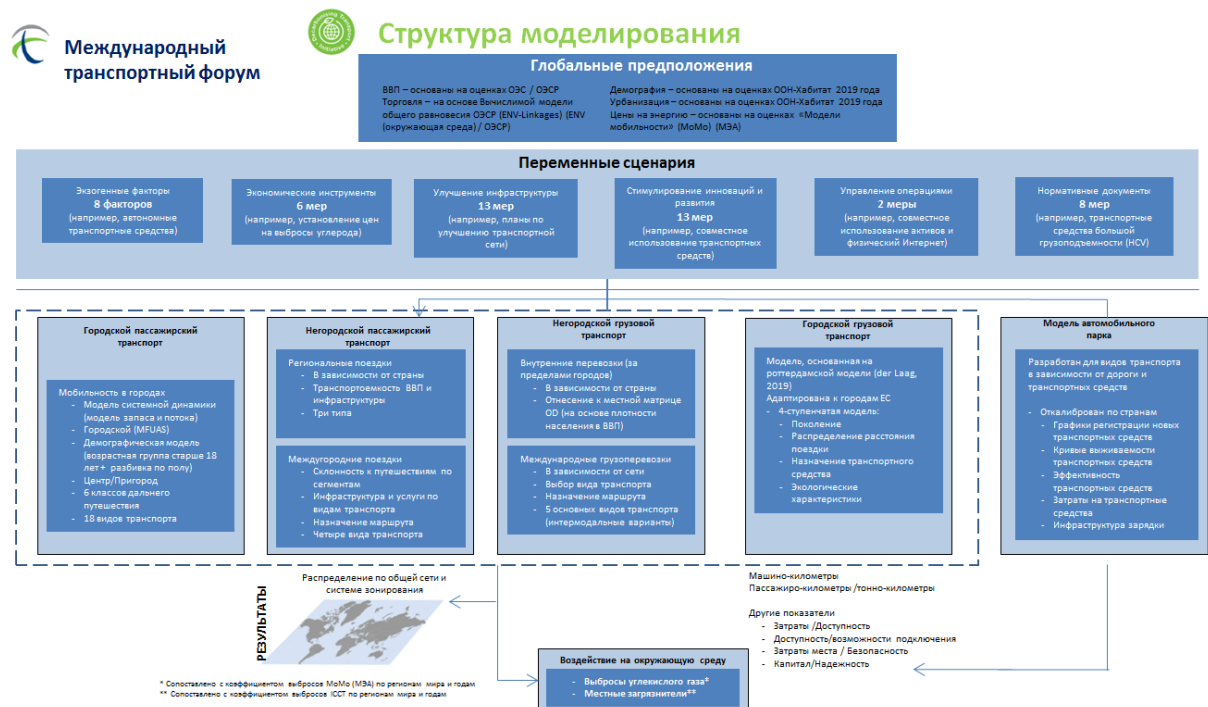 Международный
транспортный форум
Структура моделирования
Глобальные предположения
ВВП – основаны на оценках ОЭС / ОЭСР
Торговля – на основе Вычислимой модели
общего равновесия ОЭСР (ENV-Linkages) (ENV
(окружающая среда) / ОЭСР)
Демография – основаны на оценках ООН-Хабитат 2019 года
Урбанизация – основаны на оценках ООН-Хабитат 2019 года
Цены на энергию – основаны на оценках «Модели
мобильности» (MoMo) (МЭА)
Переменные сценария
Экзогенные факторы
8 факторов
(например, автономные
транспортные средства)
Экономические инструменты
6 мер
(например, установление цен
на выбросы углерода)
Улучшение инфраструктуры
13 мер
(например, планы по
улучшению транспортной
сети)
Стимулирование инноваций и
развития
13 мер
(например, совместное
использование транспортных
средств)
Управление операциями
2 меры
(например, совместное
использование активов и
физический Интернет)
Нормативные документы
8 мер
(например, транспортные
средства большой
грузоподъемности (HCV)
Городской пассажирский
транспорт
Мобильность в городах
- Модель системной динамики
(модель запаса и потока)
- Городской (MFUAS)
- Демографическая модель
(возрастная группа старше 18
лет + разбивка по полу)
- Центр/Пригород
- 6 классов дальнего
путешествия
- 18 видов транспорта
Негородской пассажирский
транспорт
Региональные поездки
- В зависимости от страны
- Транспортоемкость ВВП и
инфраструктуры
- Три типа
Междугородние поездки
- Склонность к путешествиям по
сегментам
- Инфраструктура и услуги по
видам транспорта
- Назначение маршрута
- Четыре вида транспорта
Негородской грузовой
транспорт
Внутренние перевозки (за
пределами городов)
- В зависимости от страны
- Отнесение к местной матрице
OD (на основе плотности
населения в ВВП)
Международные грузоперевозки
- В зависимости от сети
- Выбор вида транспорта
- Назначение маршрута
- 5 основных видов транспорта
(интермодальные варианты)
Городской грузовой
транспорт
Модель, основанная на
роттердамской модели (der Laag,
2019)
Адаптирована к городам ЕС
- 4-ступенчатая модель:
- Поколение
- Распределение расстояния
поездки
- Назначение транспортного
средства
- Экологические
характеристики
Модель автомобильного
парка
Разработан для видов транспорта
в зависимости от дороги и
транспортных средств
- Откалиброван по странам
- Графики регистрации новых
транспортных средств
- Кривые выживаемости
транспортных средств
- Эффективность
транспортных средств
- Затраты на транспортные
средства
- Инфраструктура зарядки
РЕЗУЛЬТАТЫ
Распределение по общей сети и
системе зонирования
Машино-километры
Пассажиро-километры /тонно-километры
Другие показатели
- Затраты /Доступность
- Доступность/возможности подключения
- Затраты места / Безопасность
- Капитал/Надежность
Воздействие на окружающую среду
- Выбросы углекислого газа*
- Местные загрязнители**
* Сопоставлено с коэффициентом выбросов MoMo (МЭА) по регионам мира и годам
** Сопоставлено с коэффициентом выбросов ICCT по регионам мира и годам